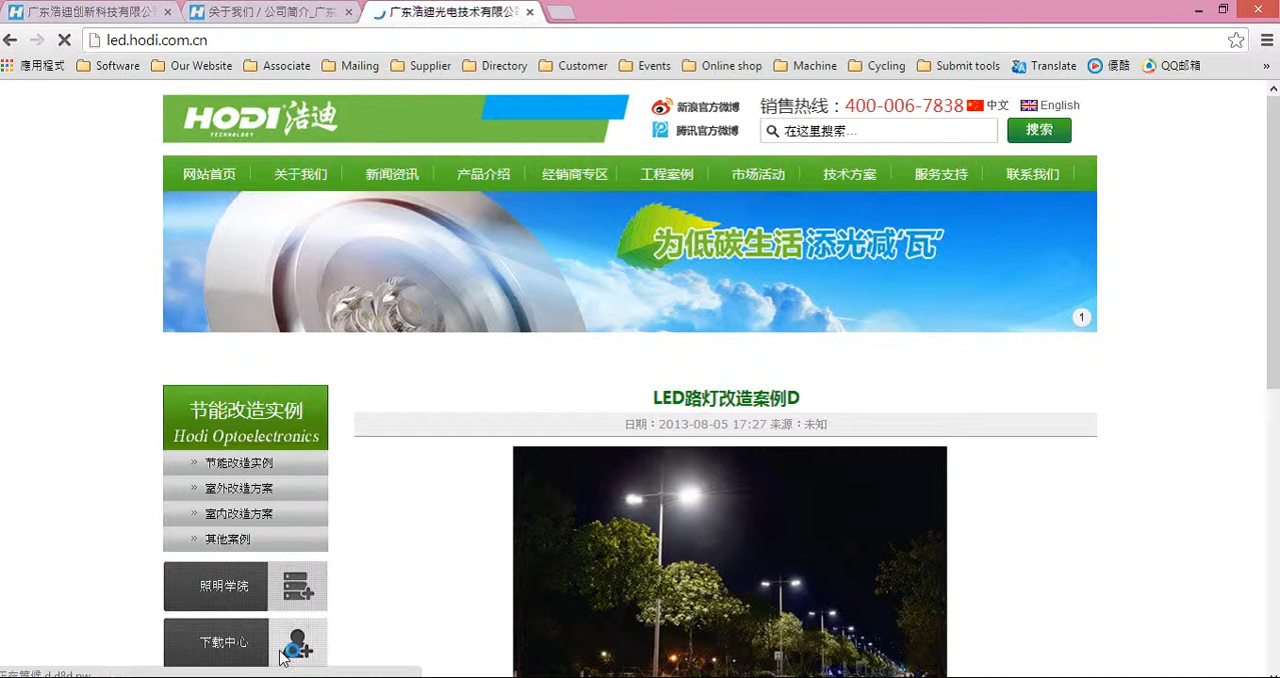 广东浩迪创新科技有限公
关于我们 / 公司简介_广东
广东浩迪光电技术有限公
led.hodi.com.cn
應用程式 Software Our Website Associate Mailing Supplier Directory Customer Events Online shop Machine Cycling Submit tools Translate 優酷 QQ邮箱 »
HODI 浩迪
TECHNOLOGY
新浪官方微博
腾讯官方微博
销售热线：400-006-7838 中文 English
在这里搜索... 搜索
网站首页 关于我们 新闻资讯 产品介绍 经销商专区 工程案例 市场活动 技术方案 服务支持 联系我们
为低碳生活 添光减‘瓦’
1
节能改造实例
Hodi Optoelectronics
» 节能改造实例
» 室外改造方案
» 室内改造方案
» 其他案例
照明学院
下载中心
LED路灯改造案例D
日期：2013-08-05 17:27 来源：未知